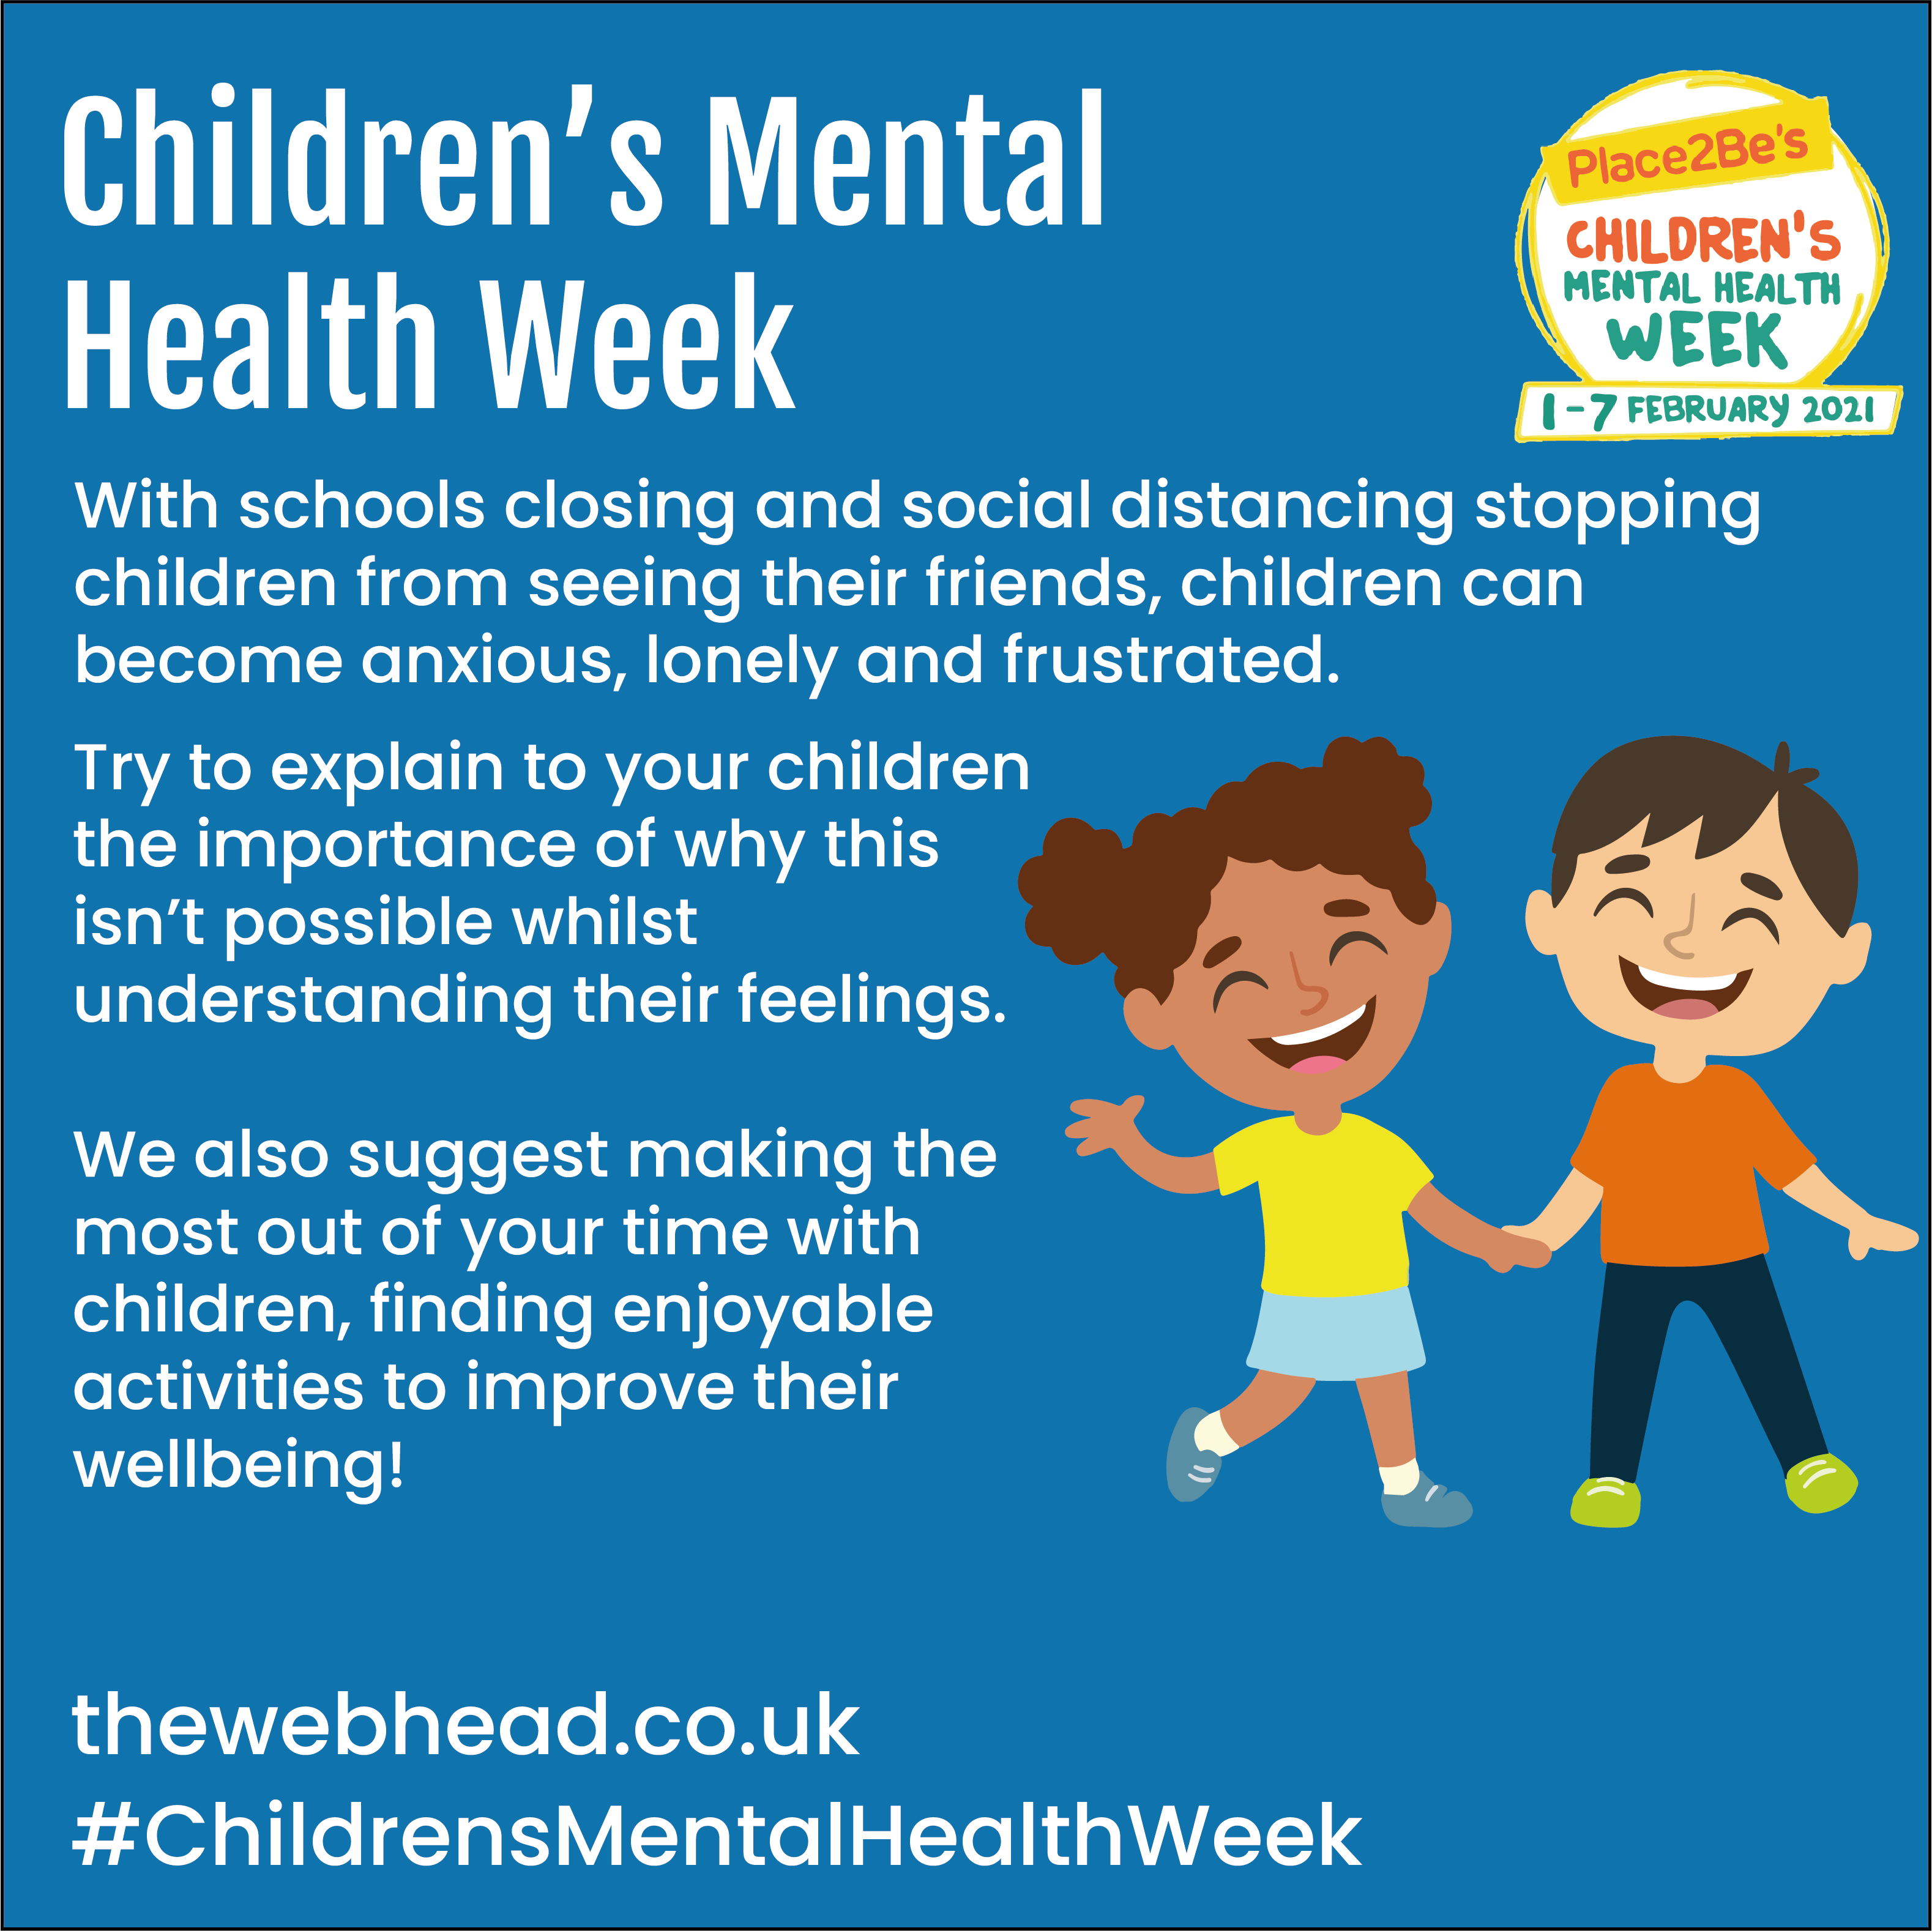 Children's Mental
Health Week
Place2Be's
CHILDREN'S
MENTAL HEALTH
WEEK
1-7 FEBRUARY 2021
With schools closing and social distancing stopping
children from seeing their friends, children can
become anxious, lonely and frustrated.
Try to explain to your children
the importance of why this
isn't possible whilst
understanding their feelings.
We also suggest making the
most out of your time with
children, finding enjoyable
activities to improve their
wellbeing!
thewebhead.co.uk
#ChildrensMentalHealthWeek